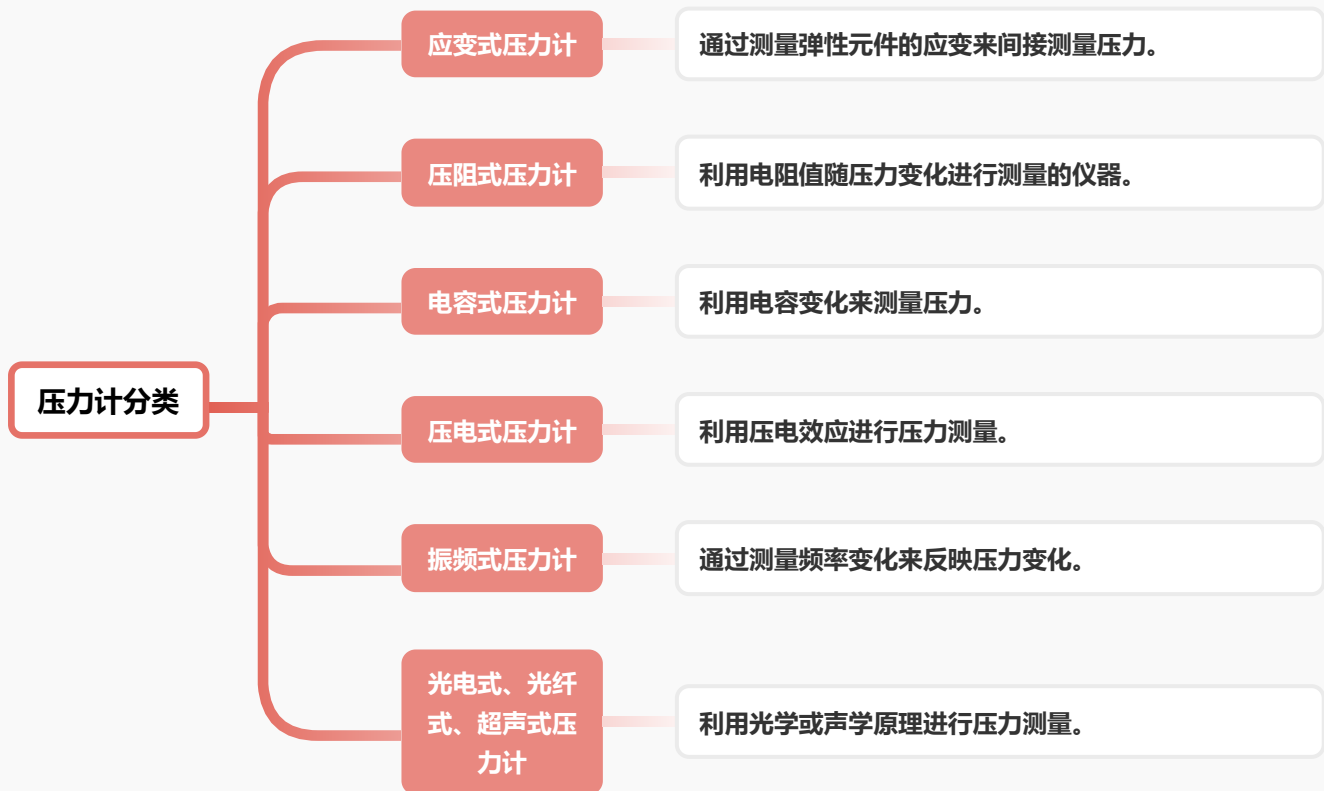 应变式压力计
通过测量弹性元件的应变来间接测量压力。
压阻式压力计
利用电阻值随压力变化进行测量的仪器。
电容式压力计
利用电容变化来测量压力。
压力计分类
压电式压力计
利用压电效应进行压力测量。
振频式压力计
通过测量频率变化来反映压力变化。
光电式、光纤
式、超声式压
力计
利用光学或声学原理进行压力测量。